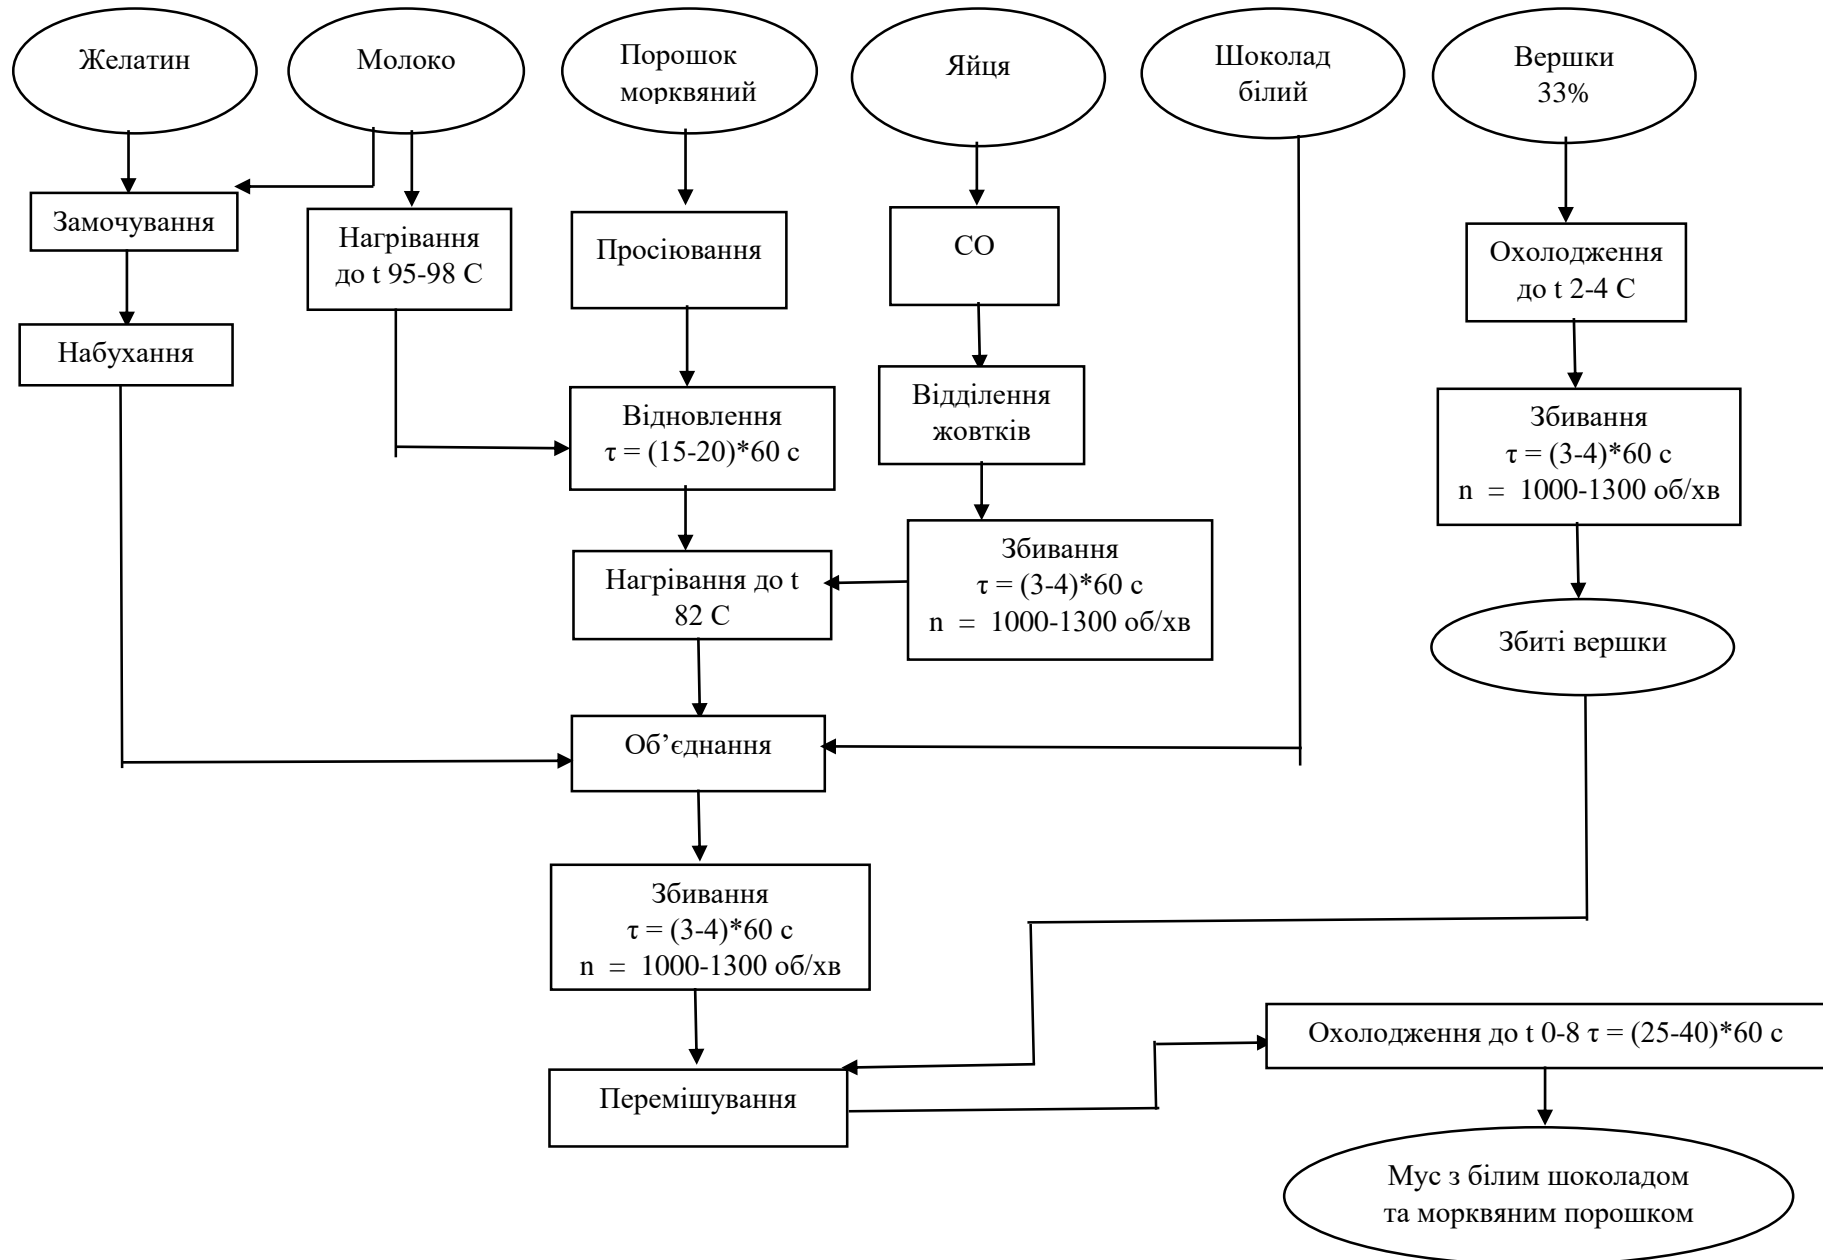 Желатин
Молоко
Порошок
морквяний
Яйця
Шоколад
білий
Вершки
33%
Замочування
Нагрівання
до t 95-98 С
Просіювання
СО
Охолодження
до t 2-4 С
Набухання
Відновлення
τ = (15-20)*60 с
Відділення
жовтків
Збивання
τ = (3-4)*60 с
n = 1000-1300 об/хв
Нагрівання до t
82 С
Збивання
τ = (3-4)*60 с
n = 1000-1300 об/хв
Збиті вершки
Об’єднання
Збивання
τ = (3-4)*60 с
n = 1000-1300 об/хв
Охолодження до t 0-8 τ = (25-40)*60 с
Перемішування
Мус з білим шоколадом
та морквяним порошком